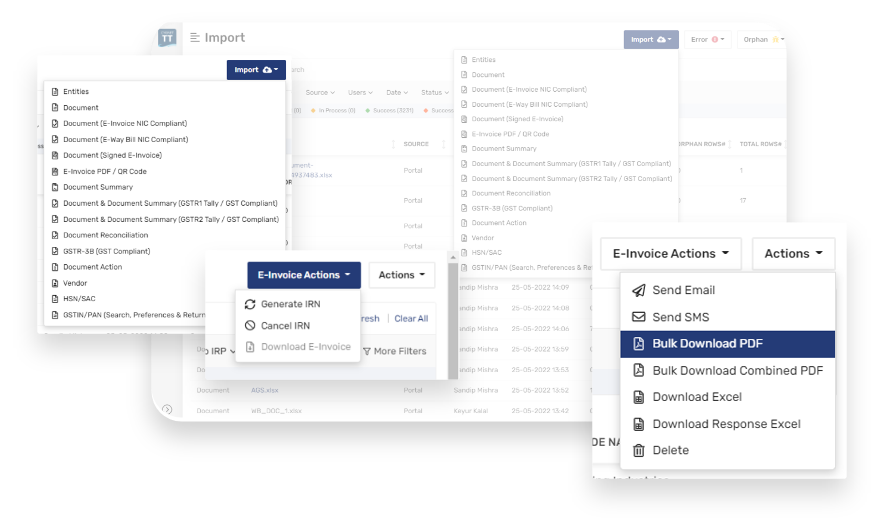 TT
Import
Import
Error
Orphan
Import
Entities
Document
Document (E-Invoice NIC Compliant)
Document (E-Way Bill NIC Compliant)
Document (Signed E-Invoice)
E-Invoice PDF / QR Code
Document Summary
Document & Document Summary (GSTR1 Tally / GST Compliant)
Document & Document Summary (GSTR2 Tally / GST Compliant)
Document Reconciliation
GSTR-3B (GST Compliant)
Document Action
Vendor
HSN/SAC
GSTIN/PAN (Search, Preferences & Return
Source
Users
Date
Status
(0)
In-Process (0)
Success (3231)
SOURCE
ORPHAN ROWS#
TOTAL ROWS#
Portal
1
Portal
17
Portal
Portal
Entities
Document
Document (E-Invoice NIC Compliant)
Document (E-Way Bill NIC Compliant)
Document (Signed E-Invoice)
E-Invoice PDF / QR Code
Document Summary
Document & Document Summary (GSTR1 Tally / GST Compliant)
Document & Document Summary (GSTR2 Tally / GST Compliant)
Document Reconciliation
GSTR-3B (GST Compliant)
Document Action
Vendor
HSN/SAC
GSTIN/PAN (Search, Preferences & Ret
E-Invoice Actions
Actions
Generate IRN
Cancel IRN
Download E-Invoice
resh
Clear All
IRP
More Filters
ndip Mishra 25-05-2022 14:09
ndip Mishra 25-05-2022 14:08
ndip Mishra 25-05-2022 14:06
ndip Mishra 25-05-2022 13:59
ndip Mishra 25-05-2022 13:53
Document AGS.xlsx Portal Sandip Mishra 25-05-2022 13:52
Document WB_DOC_1.xlsx Portal Keyur Kalal 25-05-2022 13:42
E-Invoice Actions
Actions
Send Email
Send SMS
Bulk Download PDF
Bulk Download Combined PDF
Download Excel
Download Response Excel
Delete
DE NA